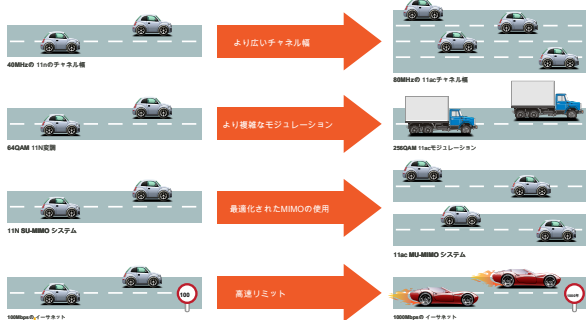 より広いチャネル幅
40MHzの 11nのチャネル幅
80MHzの 11acチャネル幅
より複雑なモジュレーション
64QAM 11N変調
256QAM 11acモジュレーション
最適化されたMIMOの使用
11N SU-MIMO システム
11ac MU-MIMO システム
高速リミット
100
100Mbpsの イーサネット
1000Mbpsの イーサネット